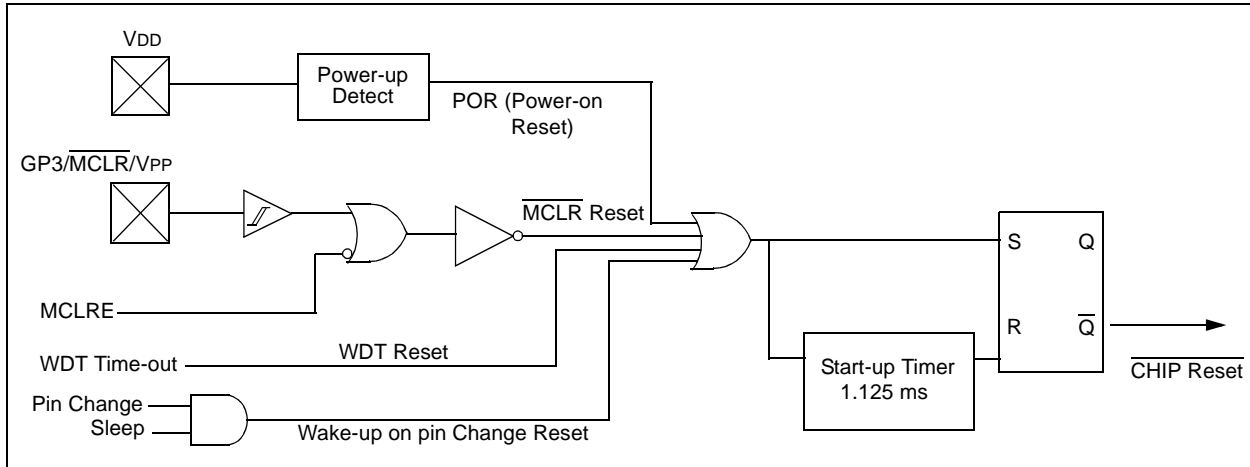 VDD
Power-up
Detect
POR (Power-on
Reset)
GP3/MCLR/VPP
MCLR Reset
MCLRE
WDT Time-out
WDT Reset
Pin Change
Sleep
Wake-up on pin Change Reset
S Q
R Q
Start-up Timer
1.125 ms
CHIP Reset